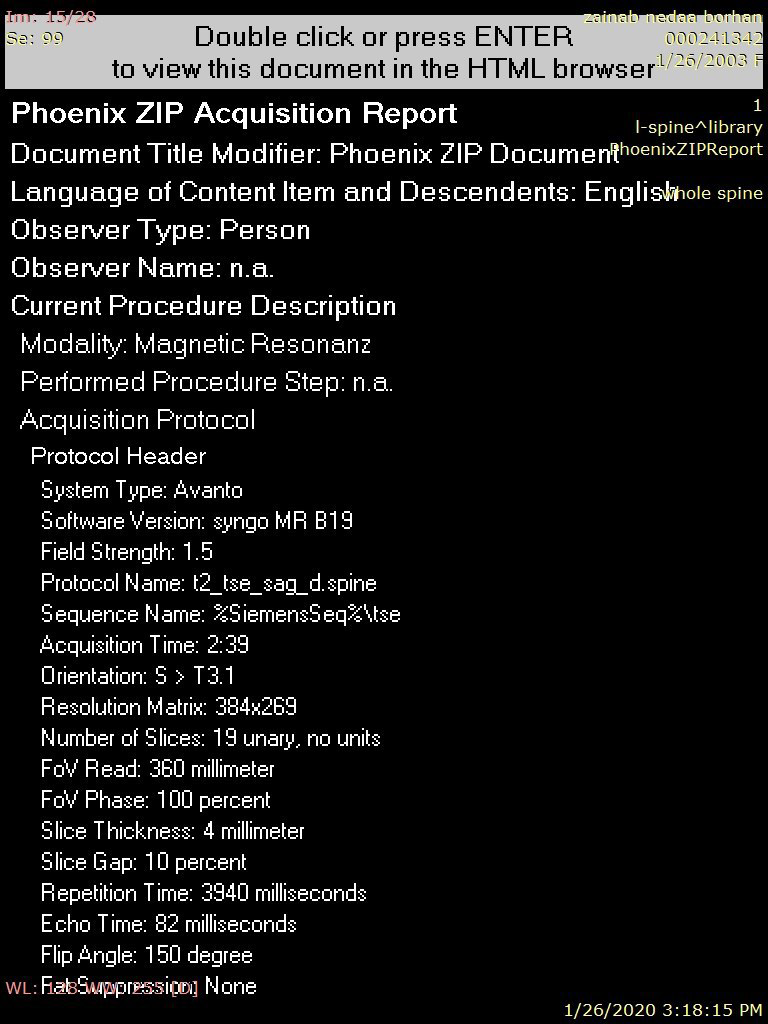 Im: 15/28
Se: 99
zainab nedaa borhan
000241342
1/26/2003 F
Double click or press ENTER
to view this document in the HTML browser
1
l-spine^library
PhoenixZIPReport
whole spine
Phoenix ZIP Acquisition Report
Document Title Modifier: Phoenix ZIP Document
Language of Content Item and Descendents: English
Observer Type: Person
Observer Name: n.a.
Current Procedure Description
Modality: Magnetic Resonanz
Performed Procedure Step: n.a.
Acquisition Protocol
Protocol Header
System Type: Avanto
Software Version: syngo MR B19
Field Strength: 1.5
Protocol Name: t2_tse_sag_d.spine
Sequence Name: %SiemensSeq%\tse
Acquisition Time: 2:39
Orientation: S > T3.1
Resolution Matrix: 384x269
Number of Slices: 19 unary, no units
FoV Read: 360 millimeter
FoV Phase: 100 percent
Slice Thickness: 4 millimeter
Slice Gap: 10 percent
Repetition Time: 3940 milliseconds
Echo Time: 82 milliseconds
Flip Angle: 150 degree
Fat Suppression: None
WL: 128 WW: 255 [D]
1/26/2020 3:18:15 PM